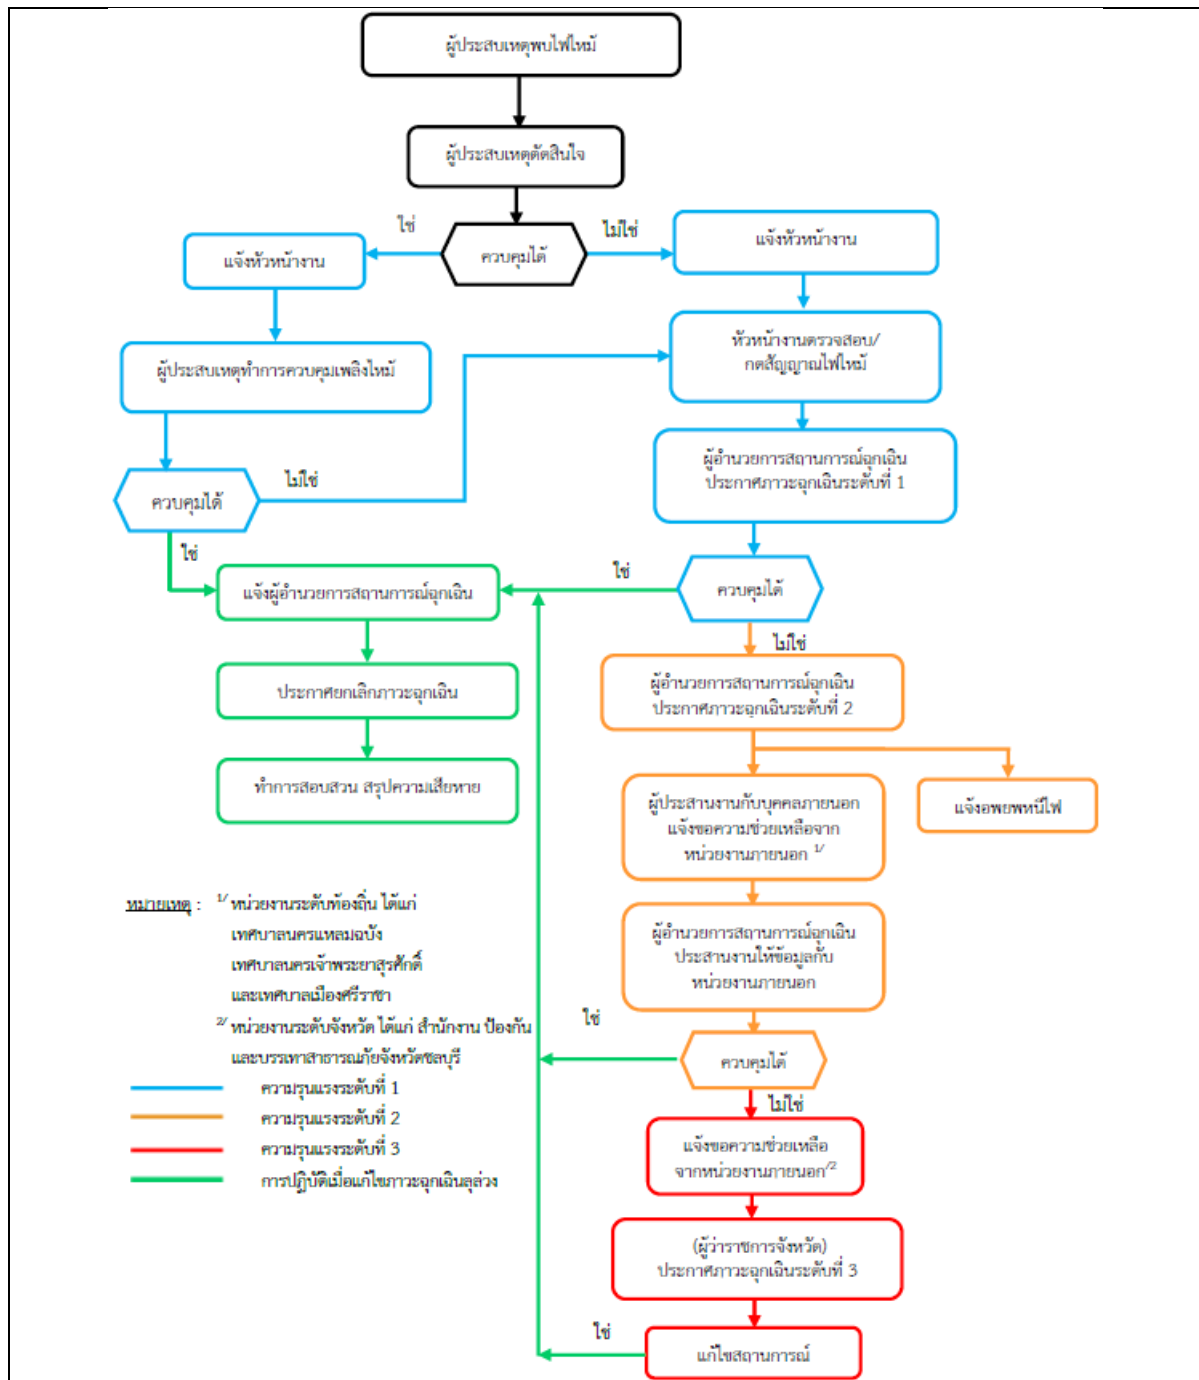 ผู้ประสบเหตุพบไฟไหม้
ผู้ประสบเหตุตัดสินใจ
ใช่
ควบคุมได้
ไม่ใช่
แจ้งหัวหน้างาน
แจ้งหัวหน้างาน
ผู้ประสบเหตุทำการควบคุมเพลิงไหม้
หัวหน้างานตรวจสอบ/
กดสัญญาณไฟไหม้
ควบคุมได้
ไม่ใช่
ใช่
ผู้อำนวยการสถานการณ์ฉุกเฉิน
ประกาศภาวะฉุกเฉินระดับที่ 1
แจ้งผู้อำนวยการสถานการณ์ฉุกเฉิน
ใช่
ควบคุมได้
ไม่ใช่
ประกาศยกเลิกภาวะฉุกเฉิน
ผู้อำนวยการสถานการณ์ฉุกเฉิน
ประกาศภาวะฉุกเฉินระดับที่ 2
ทำการสอบสวน สรุปความเสียหาย
ผู้ประสานงานกับบุคคลภายนอก
แจ้งขอความช่วยเหลือจาก
หน่วยงานภายนอก 1/
แจ้งอพยพหนีไฟ
ผู้อำนวยการสถานการณ์ฉุกเฉิน
ประสานงานให้ข้อมูลกับ
หน่วยงานภายนอก
ใช่
ควบคุมได้
ไม่ใช่
แจ้งขอความช่วยเหลือ
จากหน่วยงานภายนอก/2
(ผู้ว่าราชการจังหวัด)
ประกาศภาวะฉุกเฉินระดับที่ 3
ใช่
แก้ไขสถานการณ์
หมายเหตุ : 1/ หน่วยงานระดับท้องถิ่น ได้แก่
เทศบาลนครแหลมฉบัง
เทศบาลนครเจ้าพระยาสุรศักดิ์
และเทศบาลเมืองศรีราชา
2/ หน่วยงานระดับจังหวัด ได้แก่ สำนักงาน ป้องกัน
และบรรเทาสาธารณภัยจังหวัดชลบุรี
ความรุนแรงระดับที่ 1
ความรุนแรงระดับที่ 2
ความรุนแรงระดับที่ 3
การปฏิบัติเมื่อแก้ไขภาวะฉุกเฉินลุล่วง